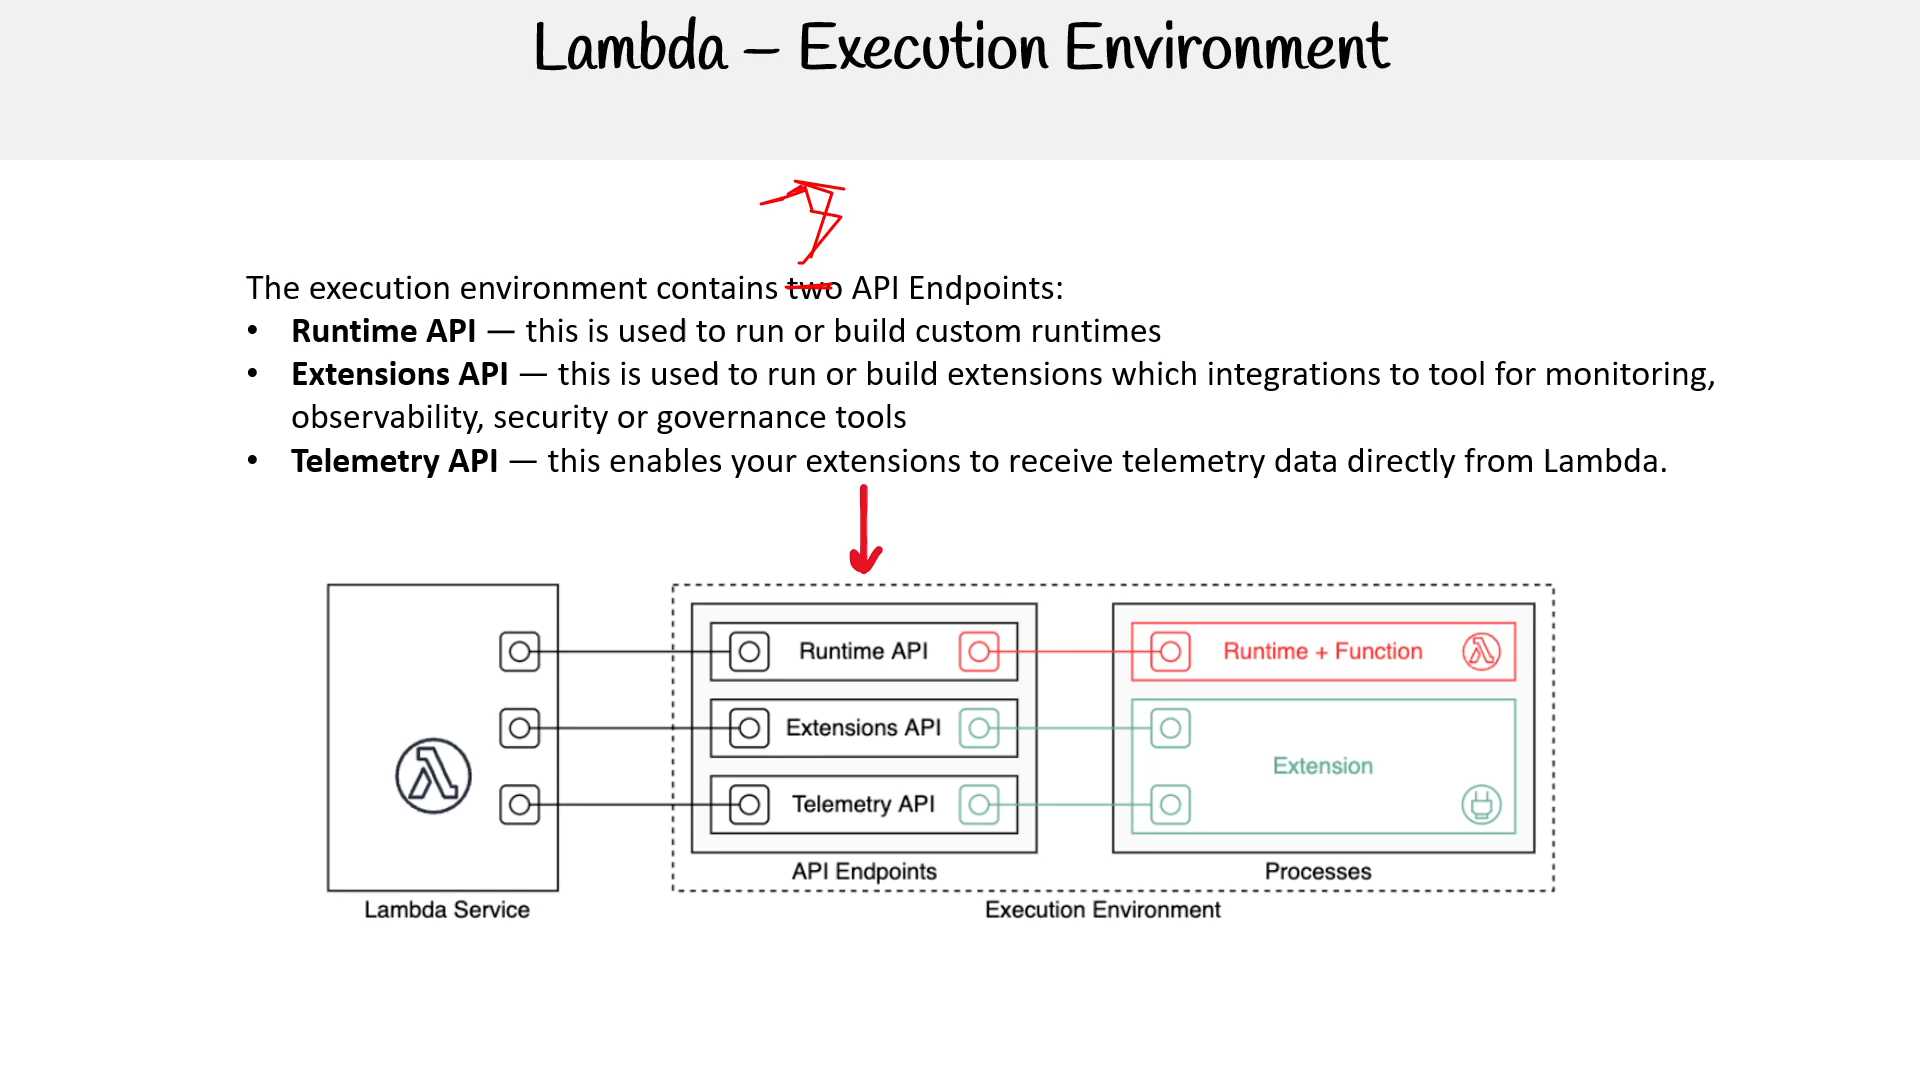 Lambda – Execution Environment
3
The execution environment contains two API Endpoints:
• Runtime API — this is used to run or build custom runtimes
• Extensions API — this is used to run or build extensions which integrations to tool for monitoring,
observability, security or governance tools
• Telemetry API — this enables your extensions to receive telemetry data directly from Lambda.
Runtime API
Runtime + Function
Extensions API
Extension
Telemetry API
API Endpoints
Processes
Lambda Service
Execution Environment